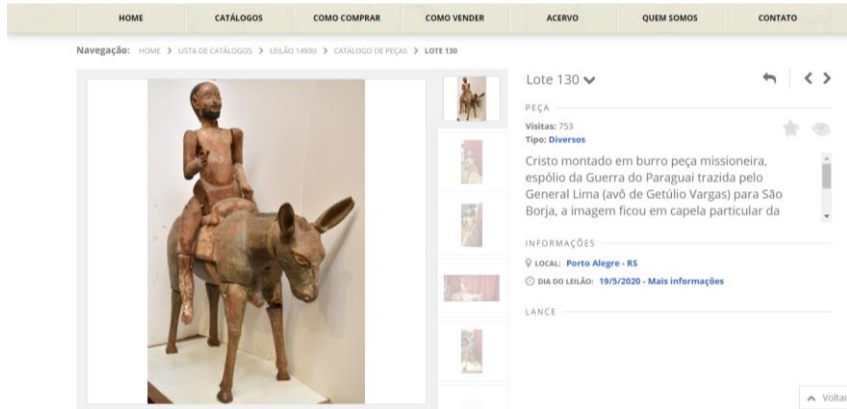 HOME CATÁLOGOS COMO COMPRAR COMO VENDER ACERVO QUEM SOMOS CONTATO
Navegação: HOME > LISTA DE CATÁLOGOS > LEILÃO 14930 > CATÁLOGO DE PEÇAS > LOTE 130
Lote 130
PEÇA
Visitas: 753
Tipo: Diversos
Cristo montado em burro peça missioneira,
espólio da Guerra do Paraguai trazida pelo
General Lima (avô de Getúlio Vargas) para São
Borja, a imagem ficou em capela particular da
INFORMAÇÕES
LOCAL: Porto Alegre - RS
DIA DO LEILÃO: 19/5/2020 - Mais informações
LANCE
Voltar